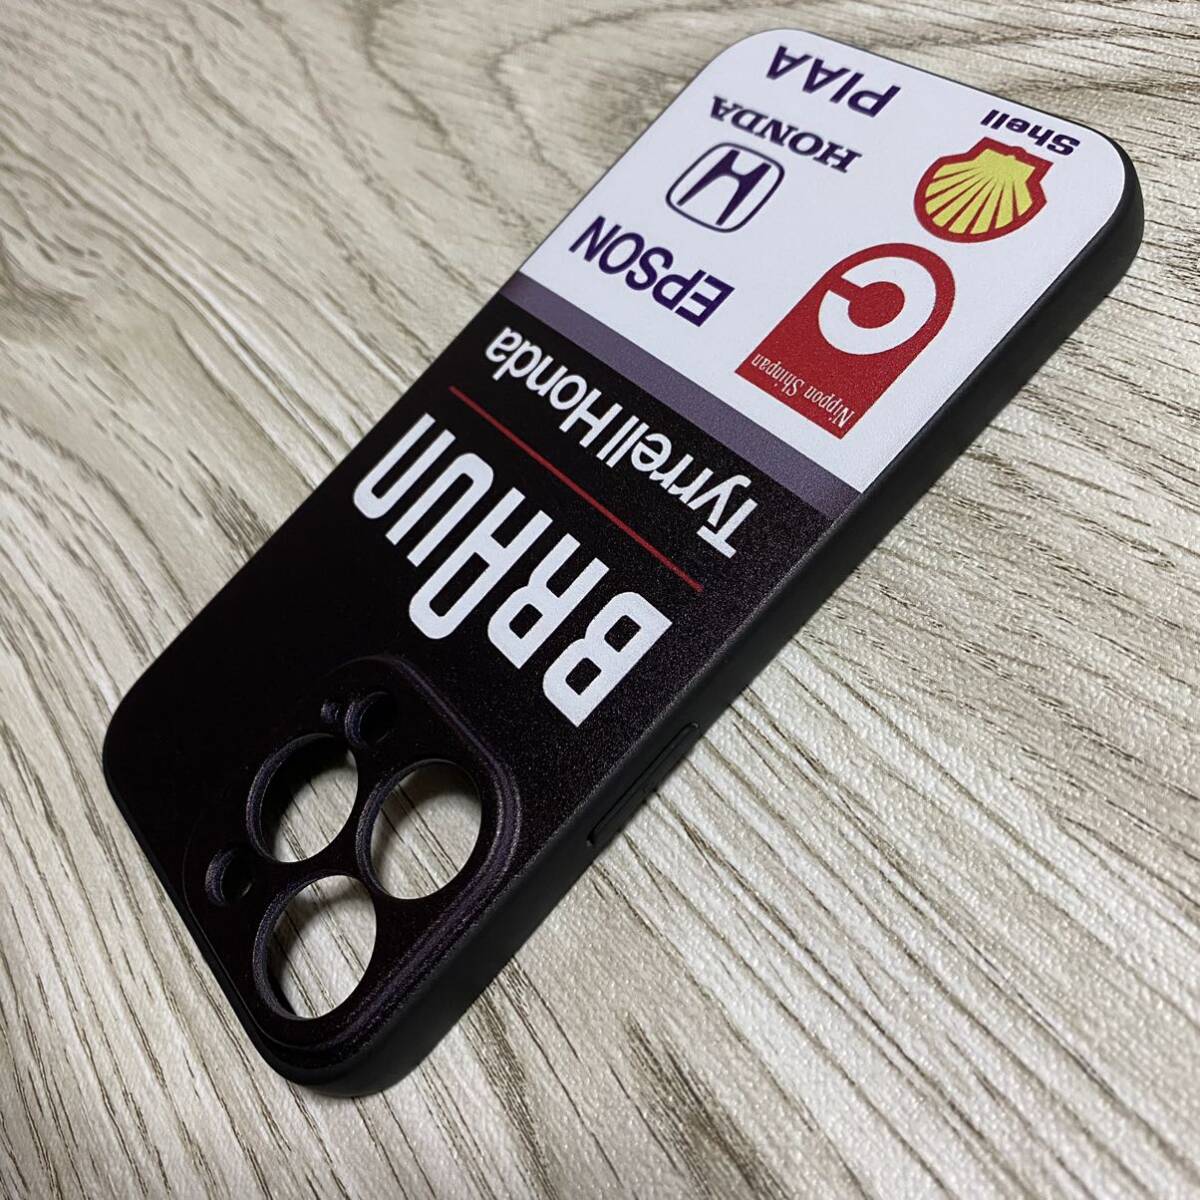 BRAUN
Tyrrell Honda
Nippon Shinpan
EPSON
HONDA
Shell
PIAA